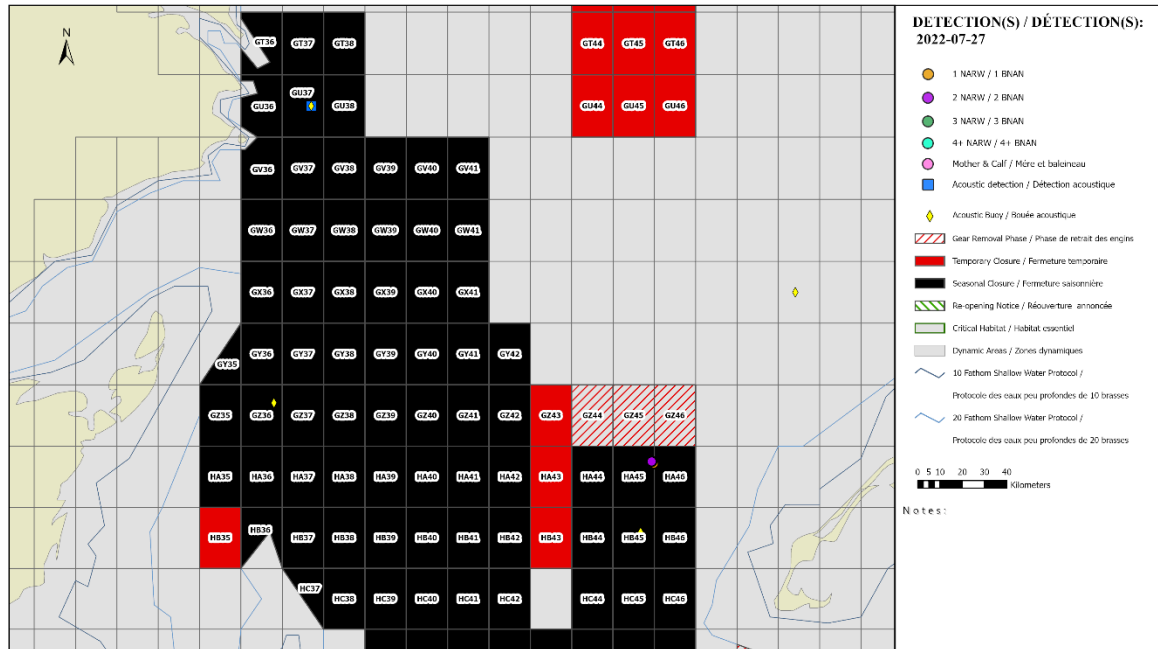 N
GT36 GT37 GT38 GT44 GT45 GT46
GU37
GU36 GU38 GU44 GU45 GU46
GV36 GV37 GV38 GV39 GV40 GV41
GW36 GW37 GW38 GW39 GW40 GW41
GX36 GX37 GX38 GX39 GX40 GX41
GY36 GY37 GY38 GY39 GY40 GY41 GY42
GY35
GZ35 GZ36 GZ37 GZ38 GZ39 GZ40 GZ41 GZ42 GZ43 GZ44 GZ45 GZ46
HA35 HA36 HA37 HA38 HA39 HA40 HA41 HA42 HA43 HA44 HA45 HA46
HB36
HB35 HB37 HB38 HB39 HB40 HB41 HB42 HB43 HB44 HB45 HB46
HC37
HC38 HC39 HC40 HC41 HC42 HC44 HC45 HC46
DETECTION(S) / DÉTECTION(S):
2022-07-27
1 NARW / 1 BNAN
2 NARW / 2 BNAN
3 NARW / 3 BNAN
4+ NARW / 4+ BNAN
Mother & Calf / Mère et baleineau
Acoustic detection / Détection acoustique
Acoustic Buoy / Bouée acoustique
Gear Removal Phase / Phase de retrait des engins
Temporary Closure / Fermeture temporaire
Seasonal Closure / Fermeture saisonnière
Re-opening Notice / Réouverture annoncée
Critical Habitat / Habitat essentiel
Dynamic Areas / Zones dynamiques
10 Fathom Shallow Water Protocol /
Protocole des eaux peu profondes de 10 brasses
20 Fathom Shallow Water Protocol /
Protocole des eaux peu profondes de 20 brasses
0 5 10 20 30 40
Kilometers
Notes: